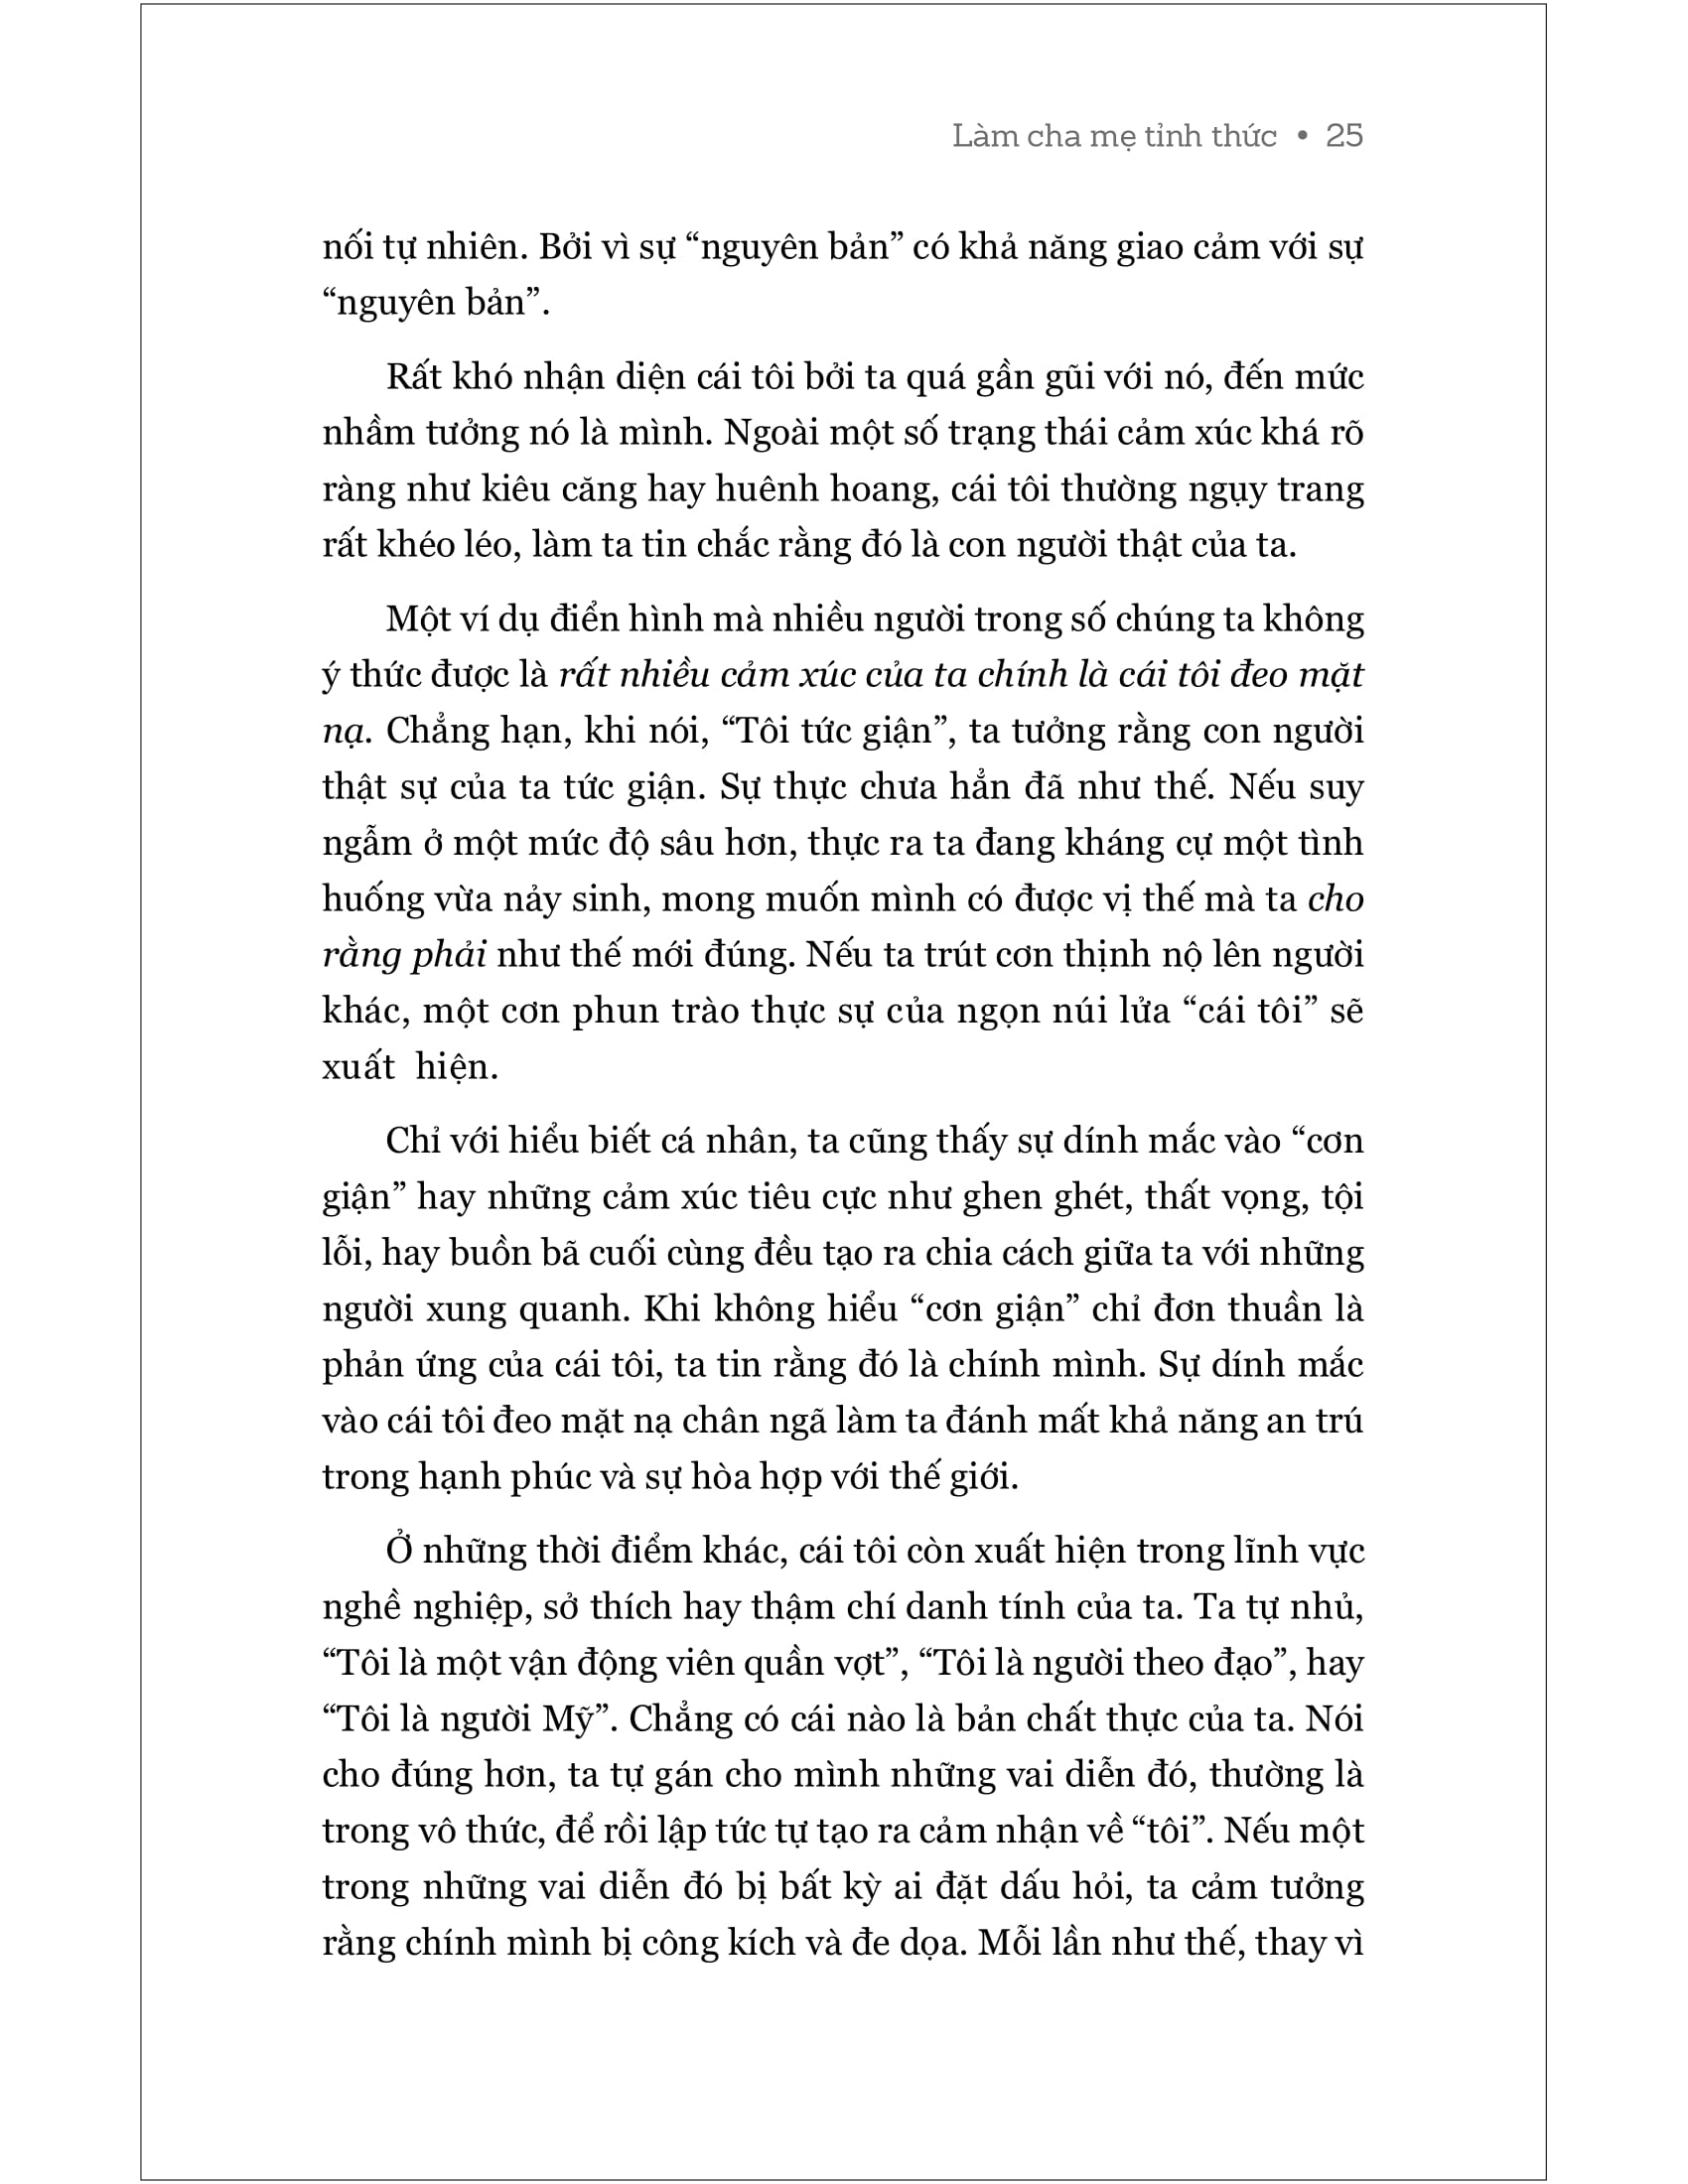 Làm cha mẹ tỉnh thức • 25
nối tự nhiên. Bởi vì sự “nguyên bản” có khả năng giao cảm với sự
“nguyên bản”.
Rất khó nhận diện cái tôi bởi ta quá gần gũi với nó, đến mức
nhầm tưởng nó là mình. Ngoài một số trạng thái cảm xúc khá rõ
ràng như kiêu căng hay huênh hoang, cái tôi thường ngụy trang
rất khéo léo, làm ta tin chắc rằng đó là con người thật của ta.
Một ví dụ điển hình mà nhiều người trong số chúng ta không
ý thức được là rất nhiều cảm xúc của ta chính là cái tôi đeo mặt
nạ. Chẳng hạn, khi nói, “Tôi tức giận”, ta tưởng rằng con người
thật sự của ta tức giận. Sự thực chưa hẳn đã như thế. Nếu suy
ngẫm ở một mức độ sâu hơn, thực ra ta đang kháng cự một tình
huống vừa nảy sinh, mong muốn mình có được vị thế mà ta cho
rằng phải như thế mới đúng. Nếu ta trút cơn thịnh nộ lên người
khác, một cơn phun trào thực sự của ngọn núi lửa “cái tôi” sẽ
xuất hiện.
Chỉ với hiểu biết cá nhân, ta cũng thấy sự dính mắc vào “cơn
giận” hay những cảm xúc tiêu cực như ghen ghét, thất vọng, tội
lỗi, hay buồn bã cuối cùng đều tạo ra chia cách giữa ta với những
người xung quanh. Khi không hiểu “cơn giận” chỉ đơn thuần là
phản ứng của cái tôi, ta tin rằng đó là chính mình. Sự dính mắc
vào cái tôi đeo mặt nạ chân ngã làm ta đánh mất khả năng an trú
trong hạnh phúc và sự hòa hợp với thế giới.
Ở những thời điểm khác, cái tôi còn xuất hiện trong lĩnh vực
nghề nghiệp, sở thích hay thậm chí danh tính của ta. Ta tự nhủ,
“Tôi là một vận động viên quần vợt”, “Tôi là người theo đạo”, hay
“Tôi là người Mỹ”. Chẳng có cái nào là bản chất thực của ta. Nói
cho đúng hơn, ta tự gán cho mình những vai diễn đó, thường là
trong vô thức, để rồi lập tức tự tạo ra cảm nhận về “tôi”. Nếu một
trong những vai diễn đó bị bất kỳ ai đặt dấu hỏi, ta cảm tưởng
rằng chính mình bị công kích và đe dọa. Mỗi lần như thế, thay vì